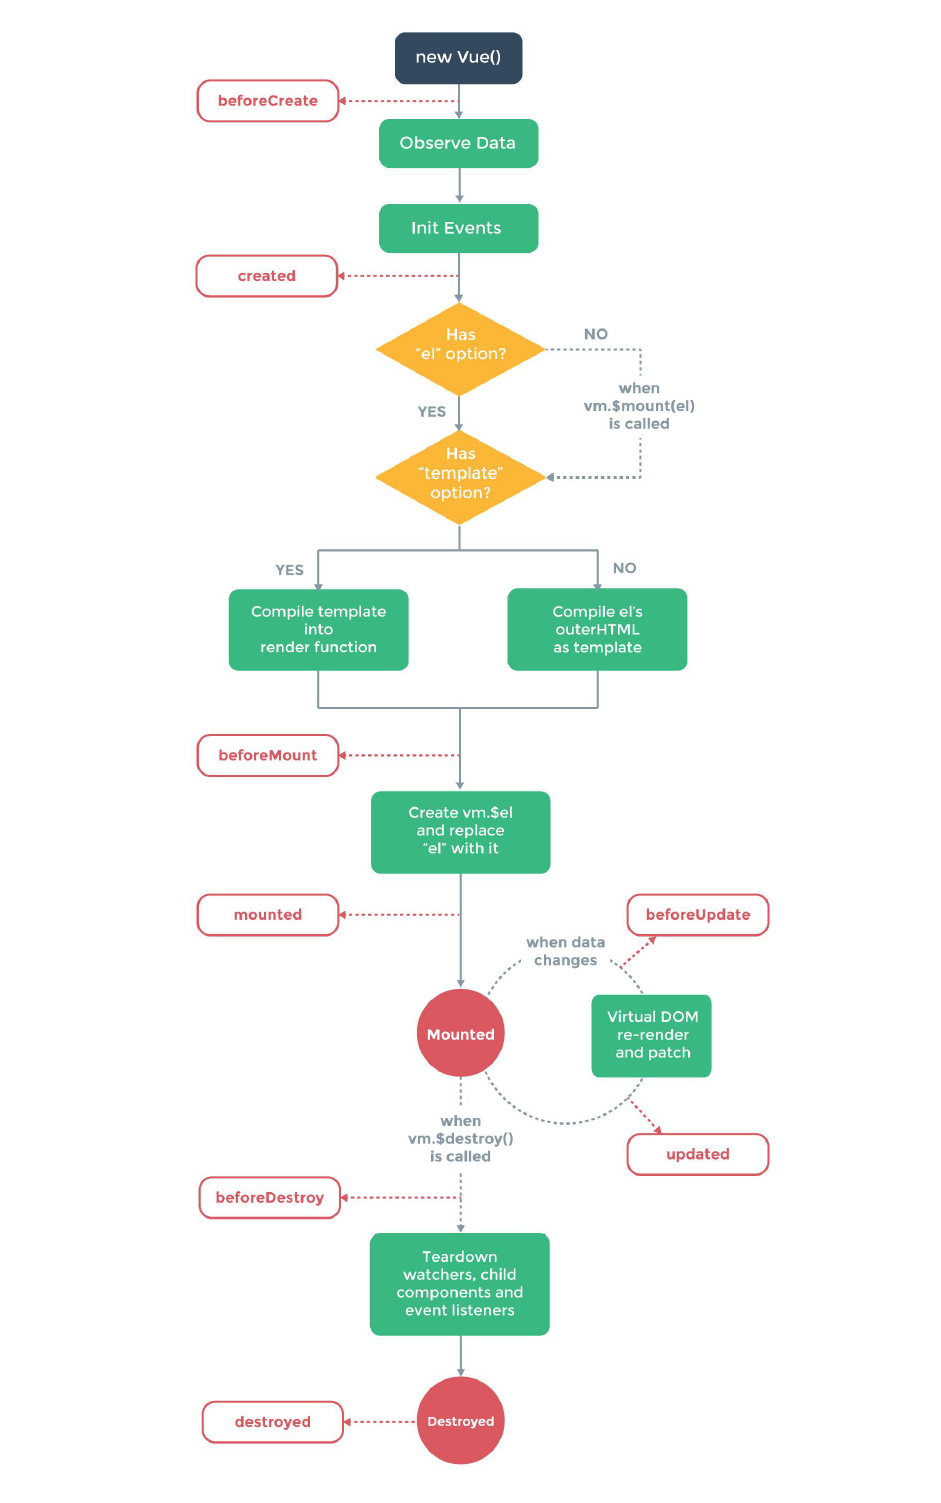 new Vue()
beforeCreate
Observe Data
Init Events
created
Has
“el” option?
NO
when
vm.$mount(el)
is called
YES
Has
“template”
option?
YES
NO
Compile template
into
render function
Compile el’s
outerHTML
as template
beforeMount
Create vm.$el
and replace
“el” with it
mounted
beforeUpdate
when data
changes
Mounted
Virtual DOM
re-render
and patch
when
vm.$destroy()
is called
updated
beforeDestroy
Teardown
watchers, child
components and
event listeners
destroyed
Destroyed